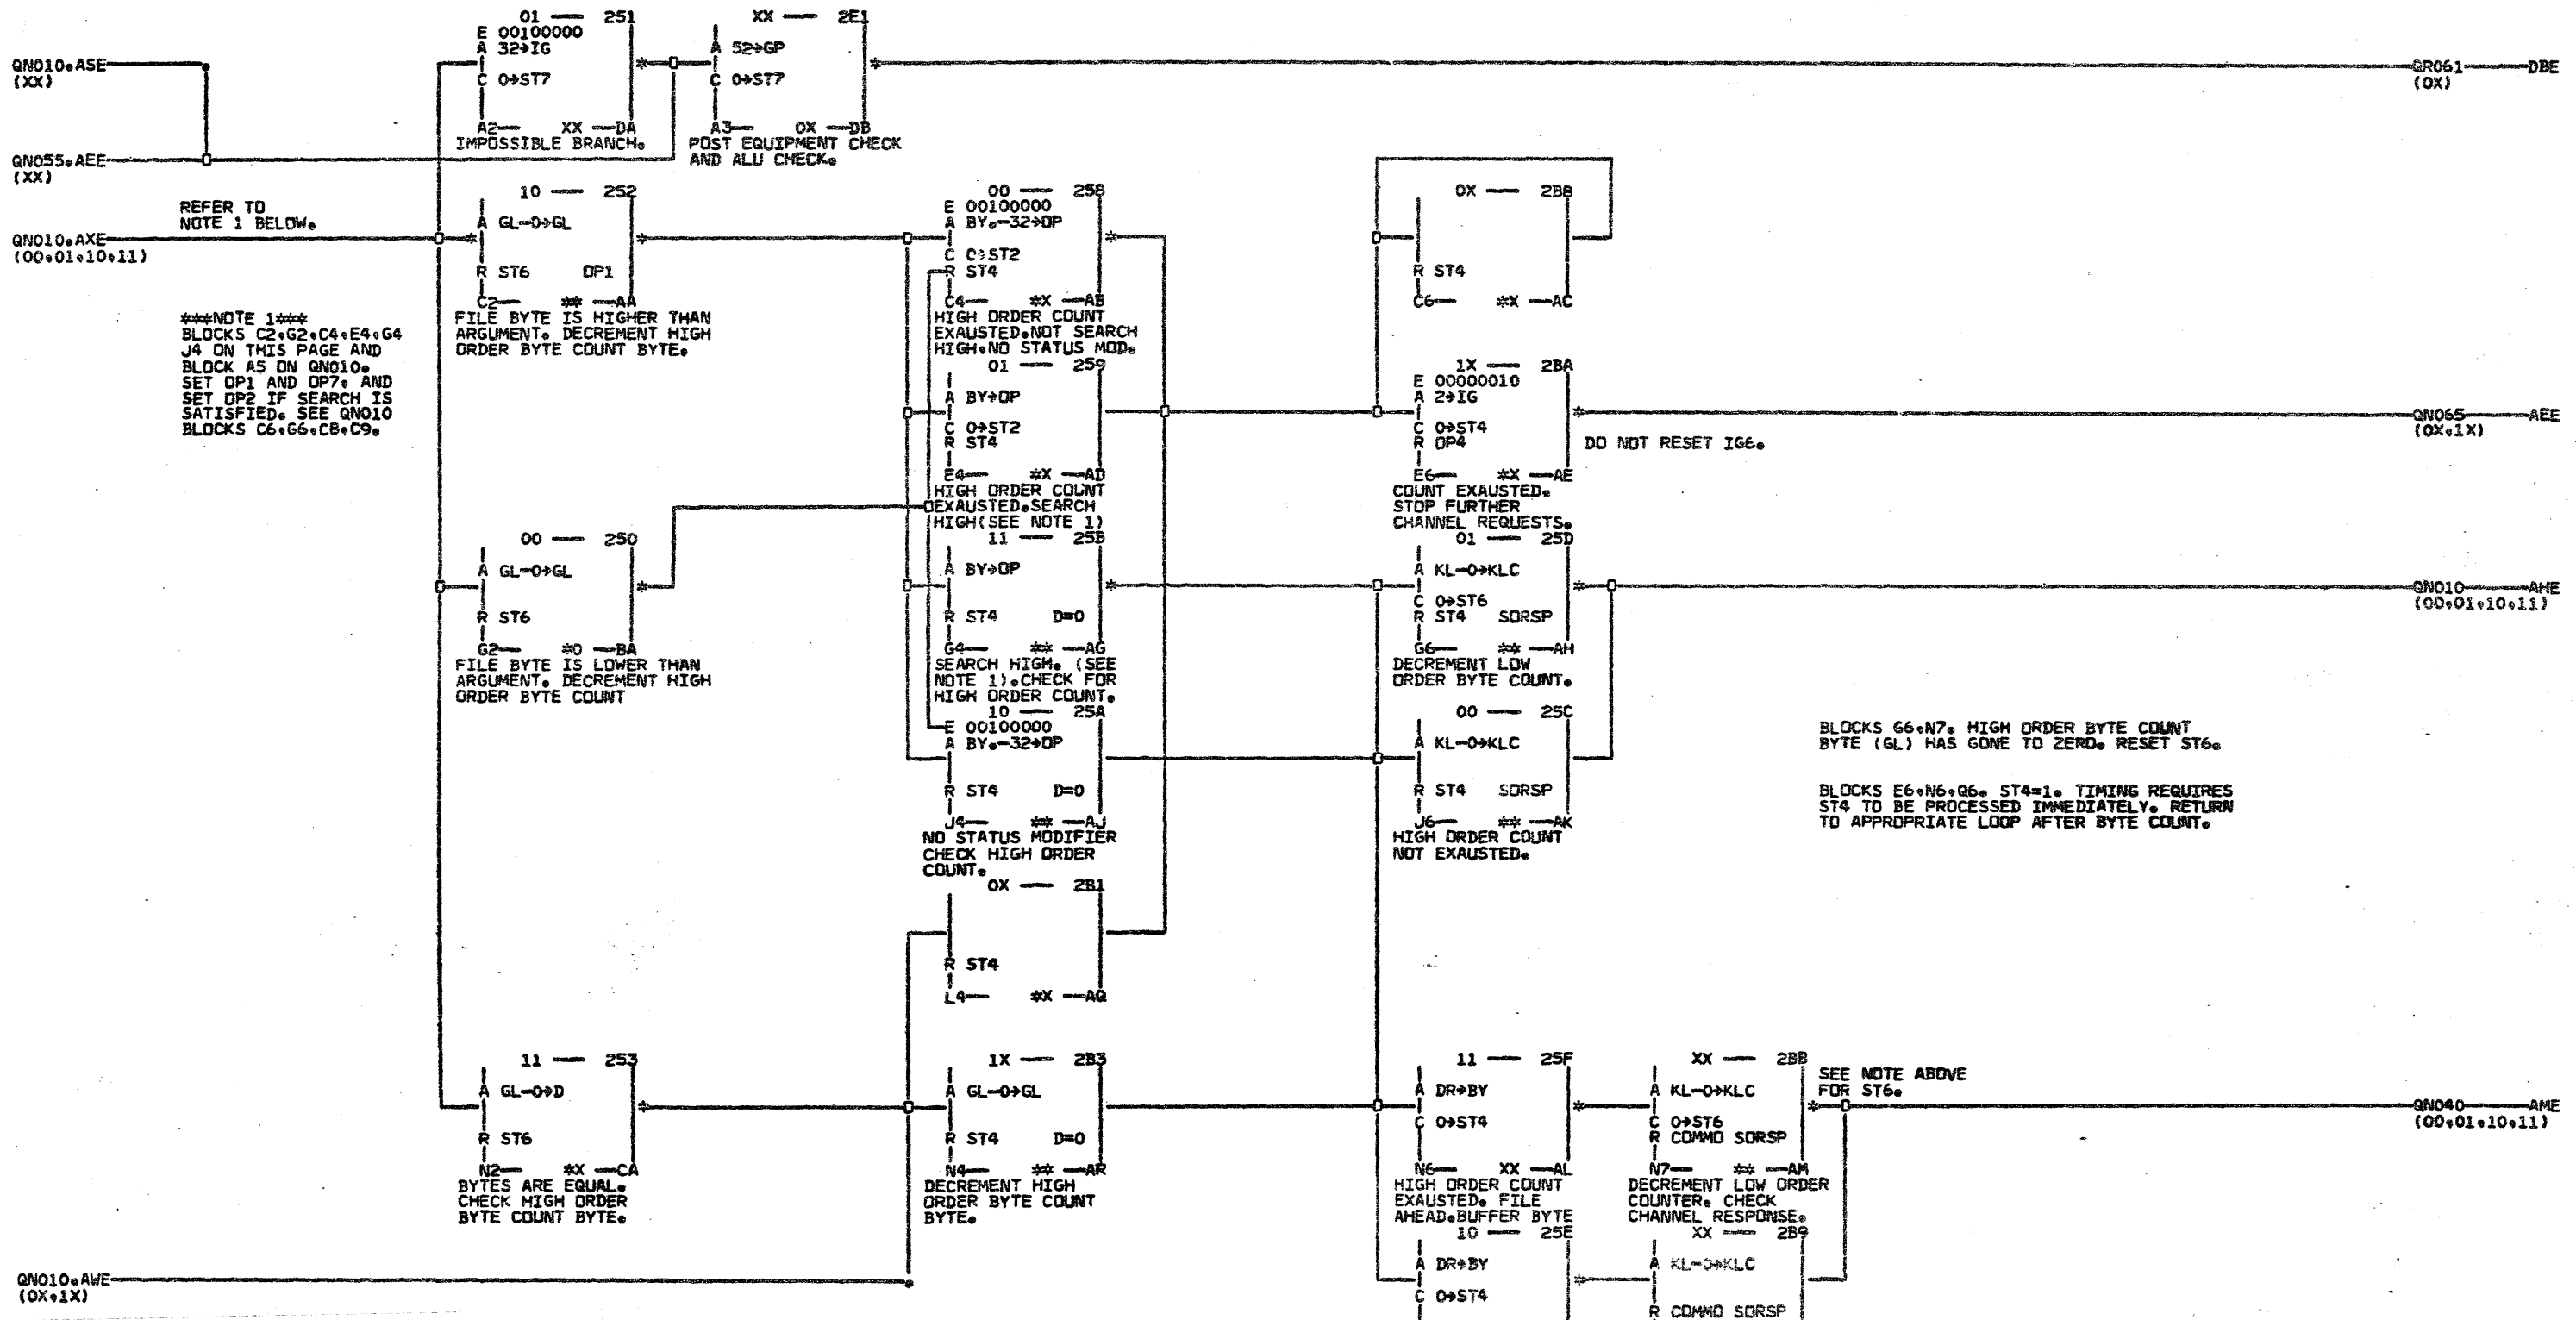 QN010.ASE
(XX)
QN055.AEE
(XX)
QN010.AXE
(00,01,10,11)
REFER TO
NOTE 1 BELOW.
***NOTE 1***
BLOCKS C2,G2,C4,E4,G4
J4 ON THIS PAGE AND
BLOCK A5 ON QN010.
SET OP1 AND OP7. AND
SET OP2 IF SEARCH IS
SATISFIED. SEE QN010
BLOCKS C6,G6,C8,C9.
QN010.AWE
(0X,1X)
01 — 251
E 00100000
A 32→IG
C 0→ST7
A2— XX —DA
IMPOSSIBLE BRANCH.
XX — 2E1
A 52→GP
C 0→ST7
A3— 0X —DB
POST EQUIPMENT CHECK
AND ALU CHECK.
10 — 252
A GL-0→GL
R ST6 OP1
C2— ** —AA
FILE BYTE IS HIGHER THAN
ARGUMENT. DECREMENT HIGH
ORDER BYTE COUNT BYTE.
00 — 250
A GL-0→GL
R ST6
G2— *0 —BA
FILE BYTE IS LOWER THAN
ARGUMENT. DECREMENT HIGH
ORDER BYTE COUNT
11 — 253
A GL-0→D
R ST6
N2— *X —CA
BYTES ARE EQUAL.
CHECK HIGH ORDER
BYTE COUNT BYTE.
00 — 258
E 00100000
A BY.-32→OP
C 0→ST2
R ST4
C4— *X —AB
HIGH ORDER COUNT
EXAUSTED.NOT SEARCH
HIGH.NO STATUS MOD.
01 — 259
A BY→OP
C 0→ST2
R ST4
E4— *X —AD
HIGH ORDER COUNT
EXAUSTED.SEARCH
HIGH(SEE NOTE 1)
11 — 25B
A BY→OP
R ST4 D=0
G4— ** —AG
SEARCH HIGH. (SEE
NOTE 1).CHECK FOR
HIGH ORDER COUNT.
10 — 25A
E 00100000
A BY.-32→OP
R ST4 D=0
J4— ** —AJ
NO STATUS MODIFIER
CHECK HIGH ORDER
COUNT.
0X — 2B1
R ST4
L4— *X —AQ
1X — 2B3
A GL-0→GL
R ST4 D=0
N4— ** —AR
DECREMENT HIGH
ORDER BYTE COUNT
BYTE.
0X — 2B8
R ST4
C6— *X —AC
1X — 2BA
E 00000010
A 2→IG
C 0→ST4
R OP4
E6— *X —AE
COUNT EXAUSTED.
STOP FURTHER
CHANNEL REQUESTS.
DO NOT RESET IG6.
01 — 25D
A KL-0→KLC
C 0→ST6
R ST4 SORSP
G6— ** —AH
DECREMENT LOW
ORDER BYTE COUNT.
00 — 25C
A KL-0→KLC
R ST4 SORSP
J6— ** —AK
HIGH ORDER COUNT
NOT EXAUSTED.
11 — 25F
A DR→BY
C 0→ST4
N6— XX —AL
HIGH ORDER COUNT
EXAUSTED. FILE
AHEAD.BUFFER BYTE
10 — 25E
A DR→BY
C 0→ST4
XX — 2BB
A KL-0→KLC
C 0→ST6
R COMMO SORSP
N7— ** —AM
DECREMENT LOW ORDER
COUNTER. CHECK
CHANNEL RESPONSE.
XX — 2B9
A KL-0→KLC
R COMMO SORSP
SEE NOTE ABOVE
FOR ST6.
BLOCKS G6,N7. HIGH ORDER BYTE COUNT
BYTE (GL) HAS GONE TO ZERO. RESET ST6.
BLOCKS E6,N6,Q6. ST4=1. TIMING REQUIRES
ST4 TO BE PROCESSED IMMEDIATELY. RETURN
TO APPROPRIATE LOOP AFTER BYTE COUNT.
QR061 — DBE
(0X)
QN065 — AEE
(0X,1X)
QN010 — AHE
(00,01,10,11)
QN040 — AME
(00,01,10,11)